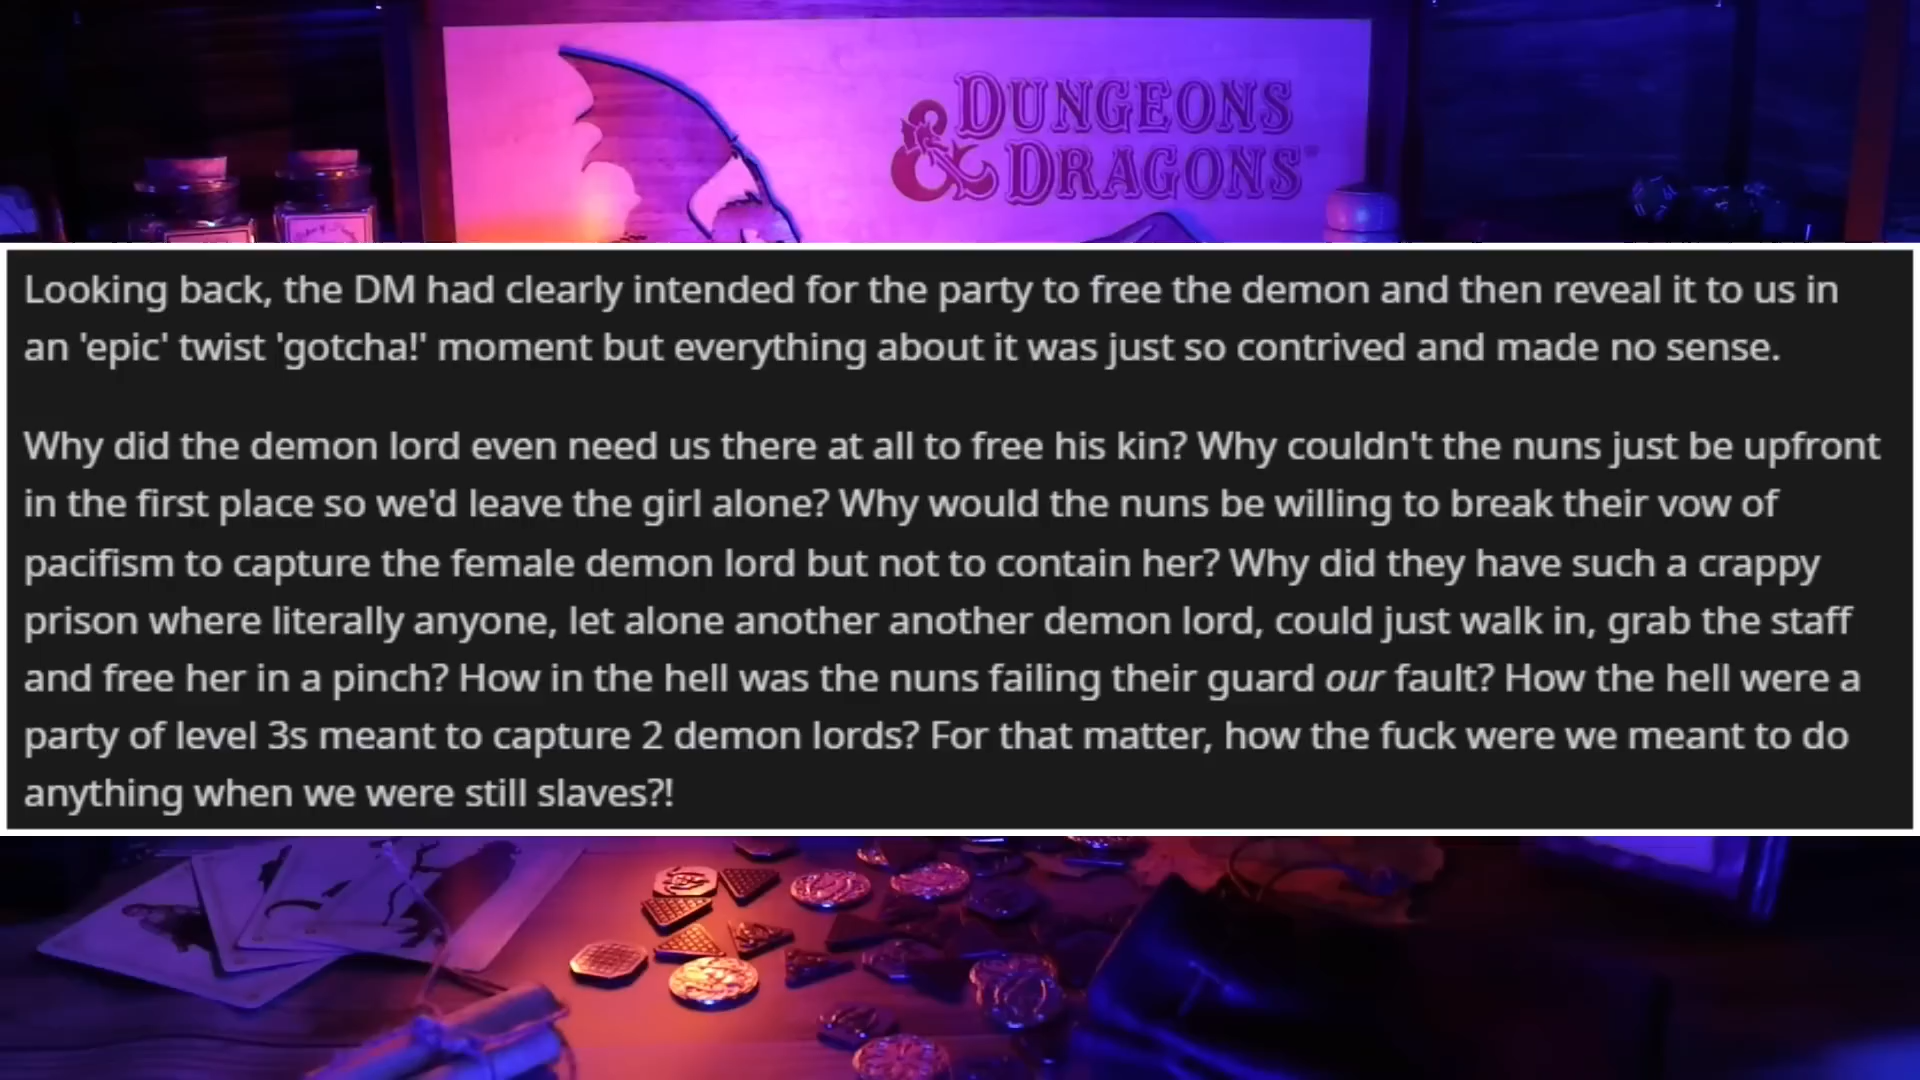 DUNGEONS
& DRAGONS
Looking back, the DM had clearly intended for the party to free the demon and then reveal it to us in
an 'epic' twist 'gotcha!' moment but everything about it was just so contrived and made no sense.
Why did the demon lord even need us there at all to free his kin? Why couldn't the nuns just be upfront
in the first place so we'd leave the girl alone? Why would the nuns be willing to break their vow of
pacifism to capture the female demon lord but not to contain her? Why did they have such a crappy
prison where literally anyone, let alone another another demon lord, could just walk in, grab the staff
and free her in a pinch? How in the hell was the nuns failing their guard our fault? How the hell were a
party of level 3s meant to capture 2 demon lords? For that matter, how the fuck were we meant to do
anything when we were still slaves?!